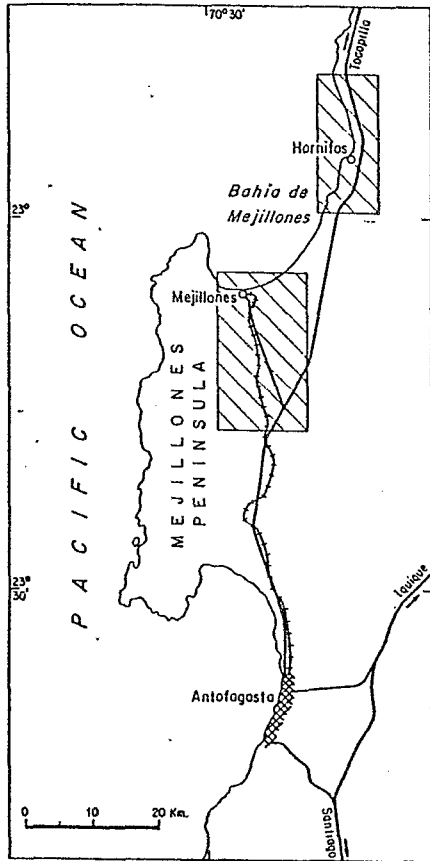 70° 30'
Tocopilla
Hornitos
Bahía de
Mejillones
23°
Mejillones
PACIFIC OCEAN
MEJILLONES
PENINSULA
23°
30'
Iquique
Antofagasta
0 10 20 Km.
Santiago